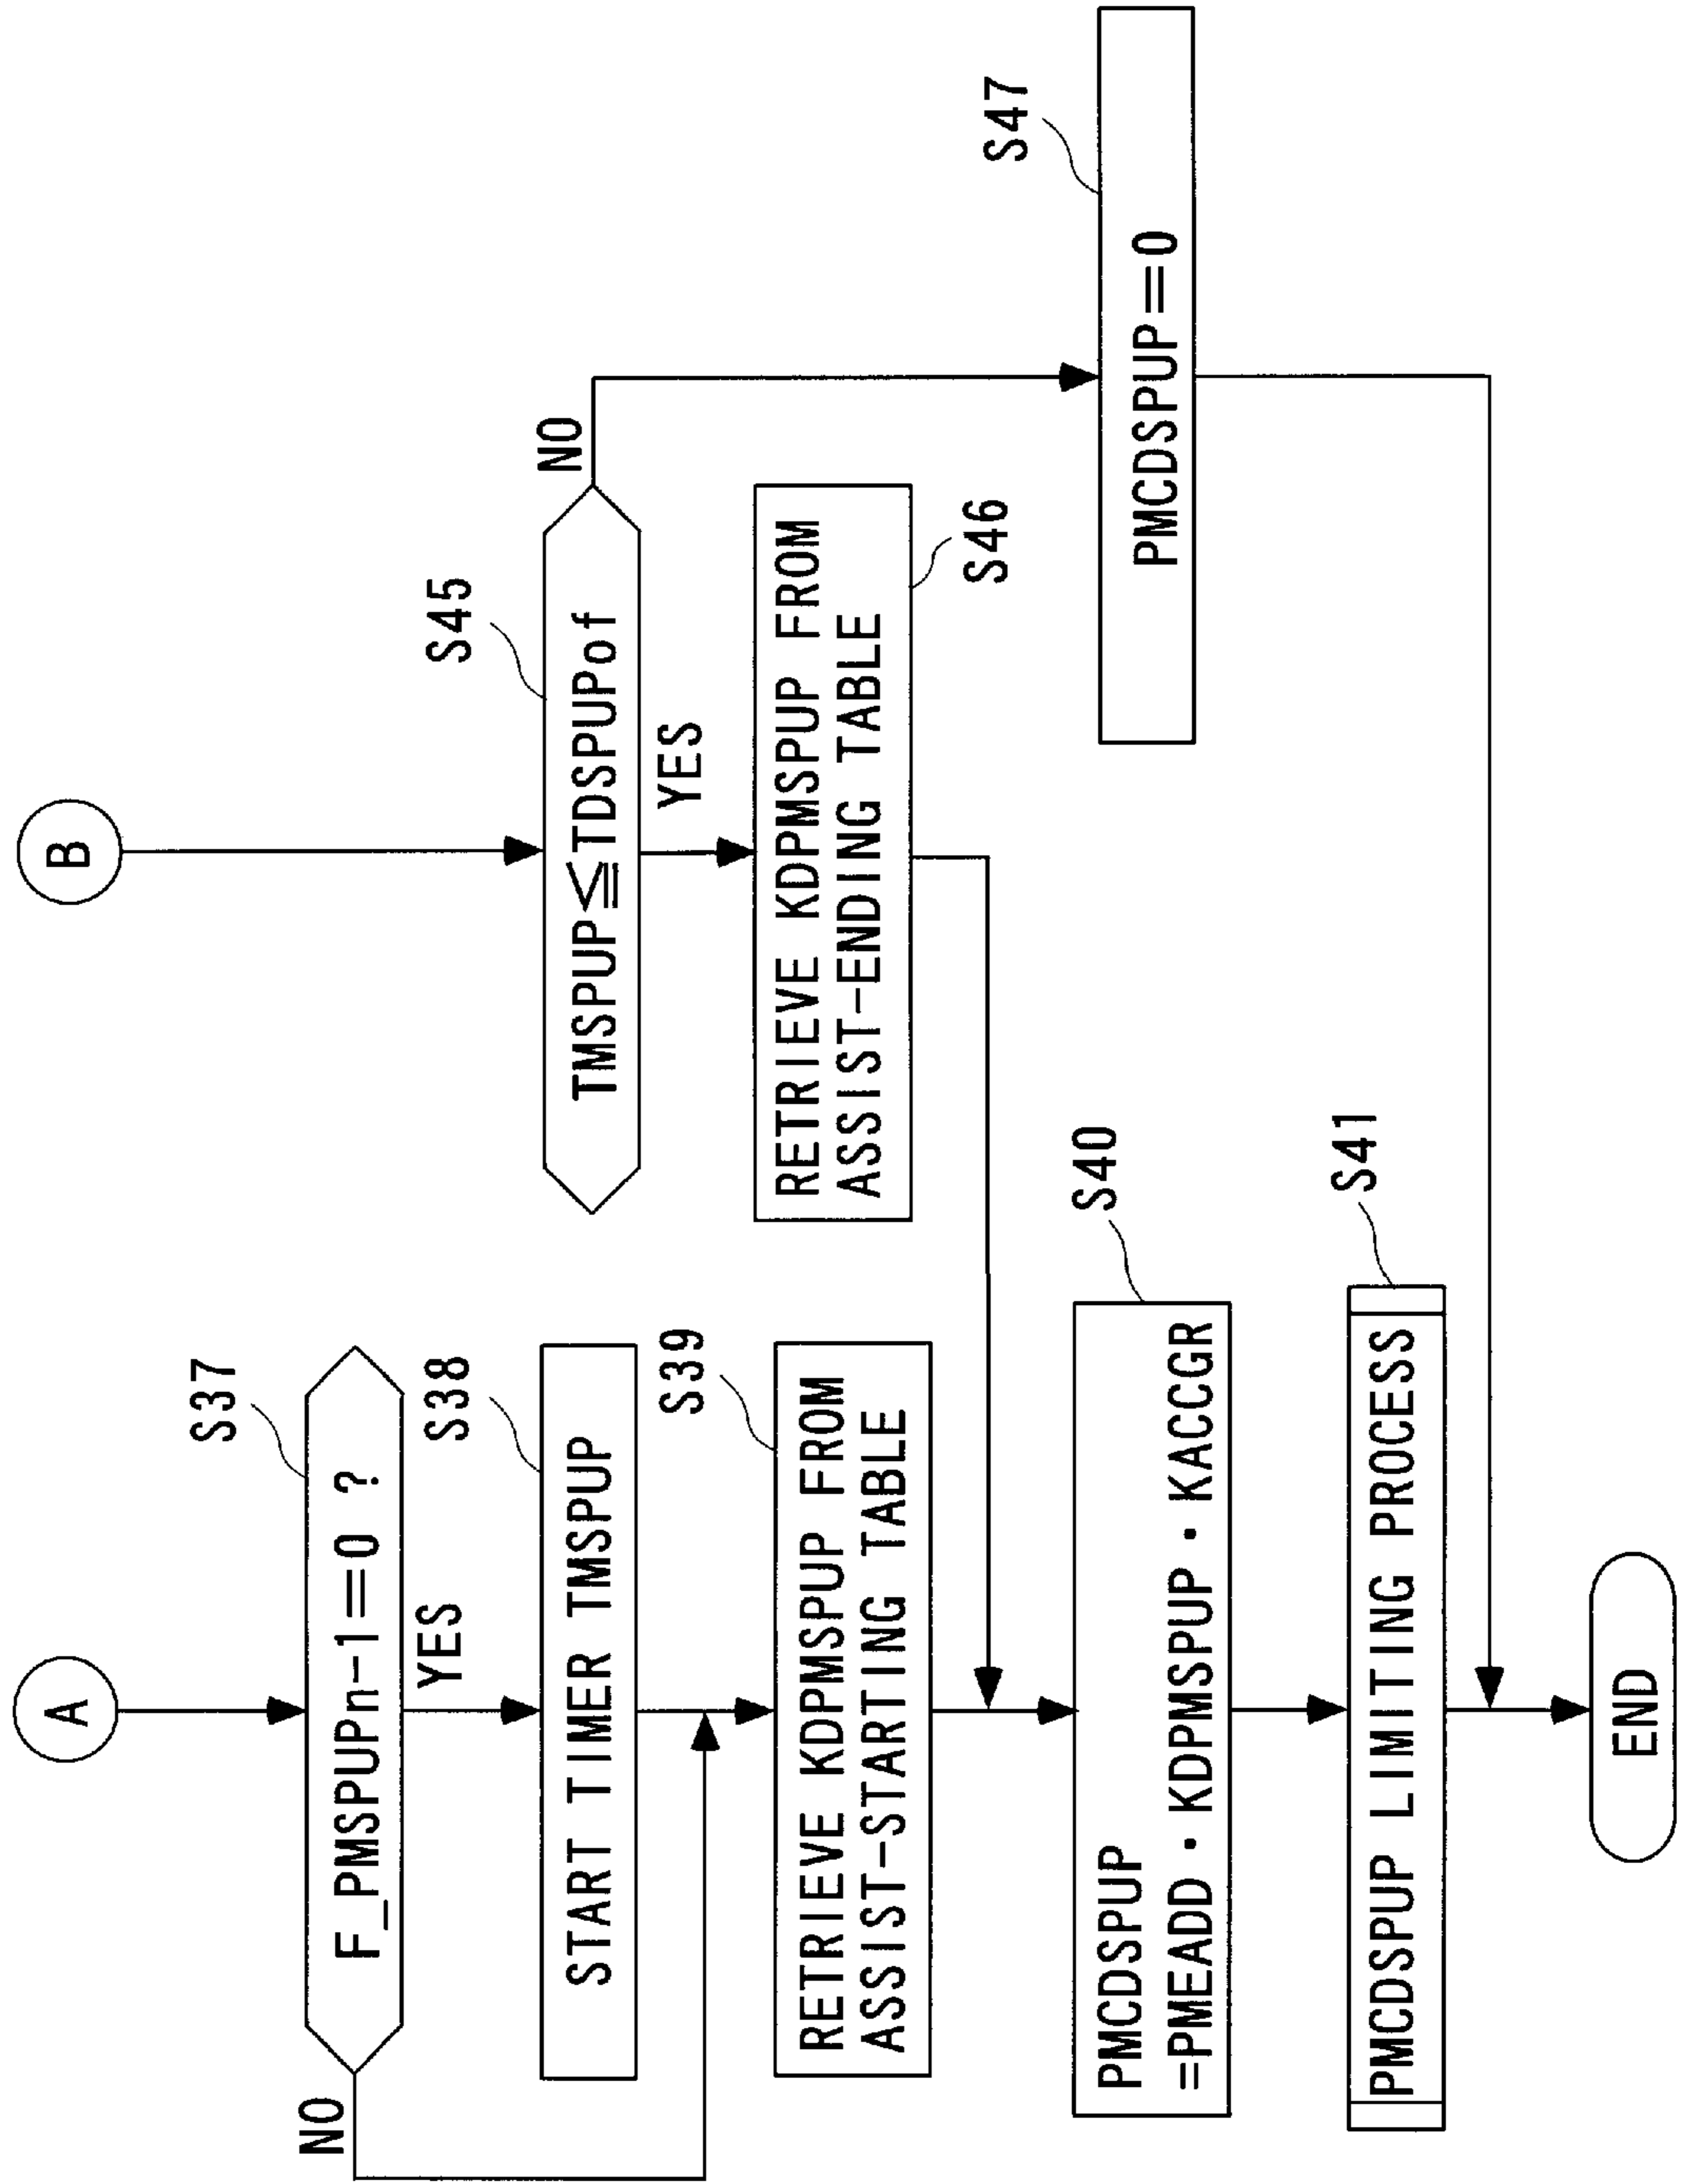 A
S37
F_PMSPUPn-1=0 ?
NO
YES
S38
START TIMER TMSPUP
S39
RETRIEVE KDPMSPUP FROM
ASSIST-STARTING TABLE
S40
PMCDSPUP
=PMEADD・KDPMSPUP・KACCGR
S41
PMCDSPUP LIMITING PROCESS
END
B
S45
TMSPUP≦TDSPUPof
NO
YES
RETRIEVE KDPMSPUP FROM
ASSIST-ENDING TABLE
S46
S47
PMCDSPUP=0